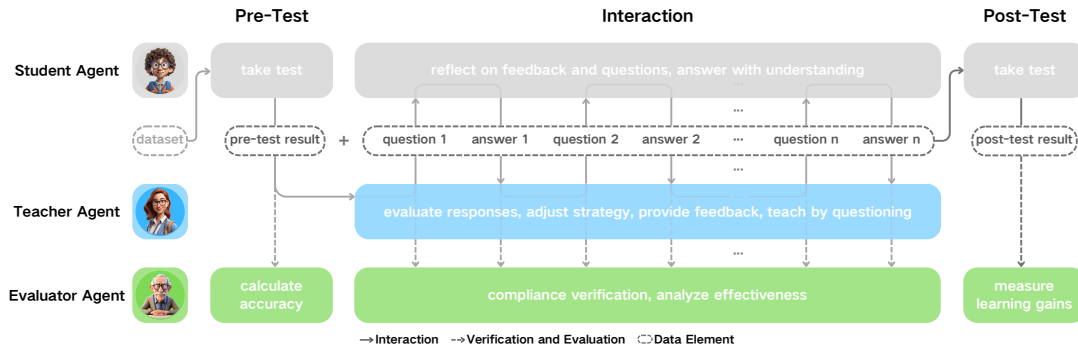 Pre-Test
Interaction
Post-Test
Student Agent
take test
reflect on feedback and questions, answer with understanding
take test
...
...
dataset
pre-test result
+
question 1
answer 1
question 2
answer 2
...
question n
answer n
post-test result
...
Teacher Agent
evaluate responses, adjust strategy, provide feedback, teach by questioning
...
Evaluator Agent
calculate
accuracy
compliance verification, analyze effectiveness
measure
learning gains
Interaction
Verification and Evaluation
Data Element